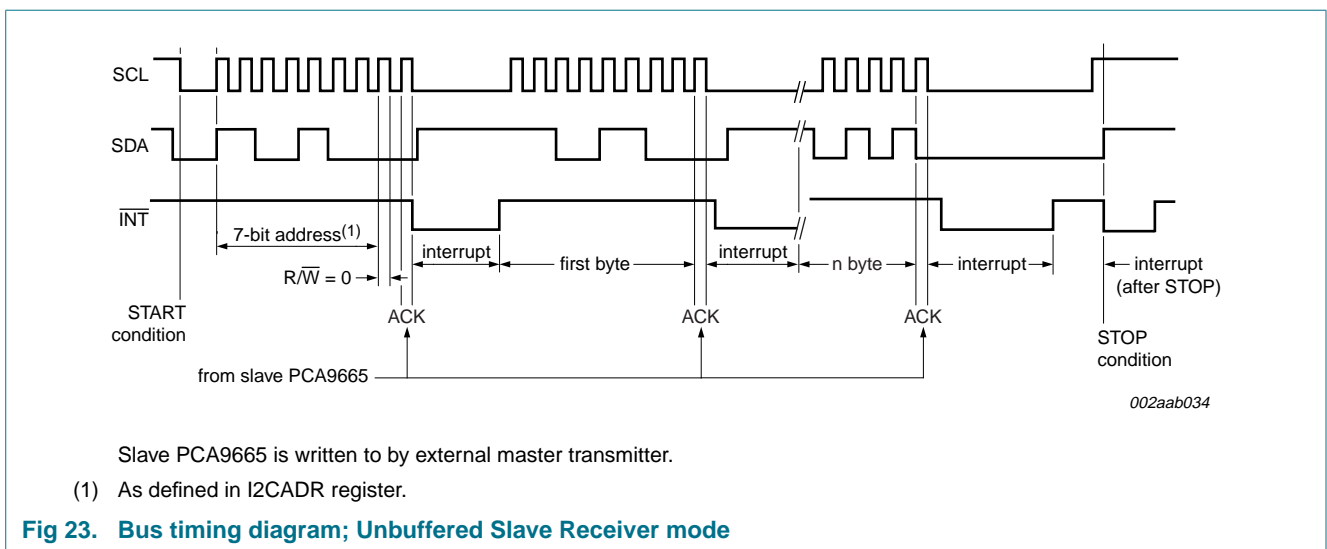 SCL
SDA
INT
7-bit address(1)
R/W = 0
interrupt
first byte
interrupt
n byte
interrupt
interrupt
(after STOP)
START
condition
ACK
ACK
ACK
STOP
condition
from slave PCA9665
002aab034
Slave PCA9665 is written to by external master transmitter.
(1) As defined in I2CADR register.
Fig 23. Bus timing diagram; Unbuffered Slave Receiver mode